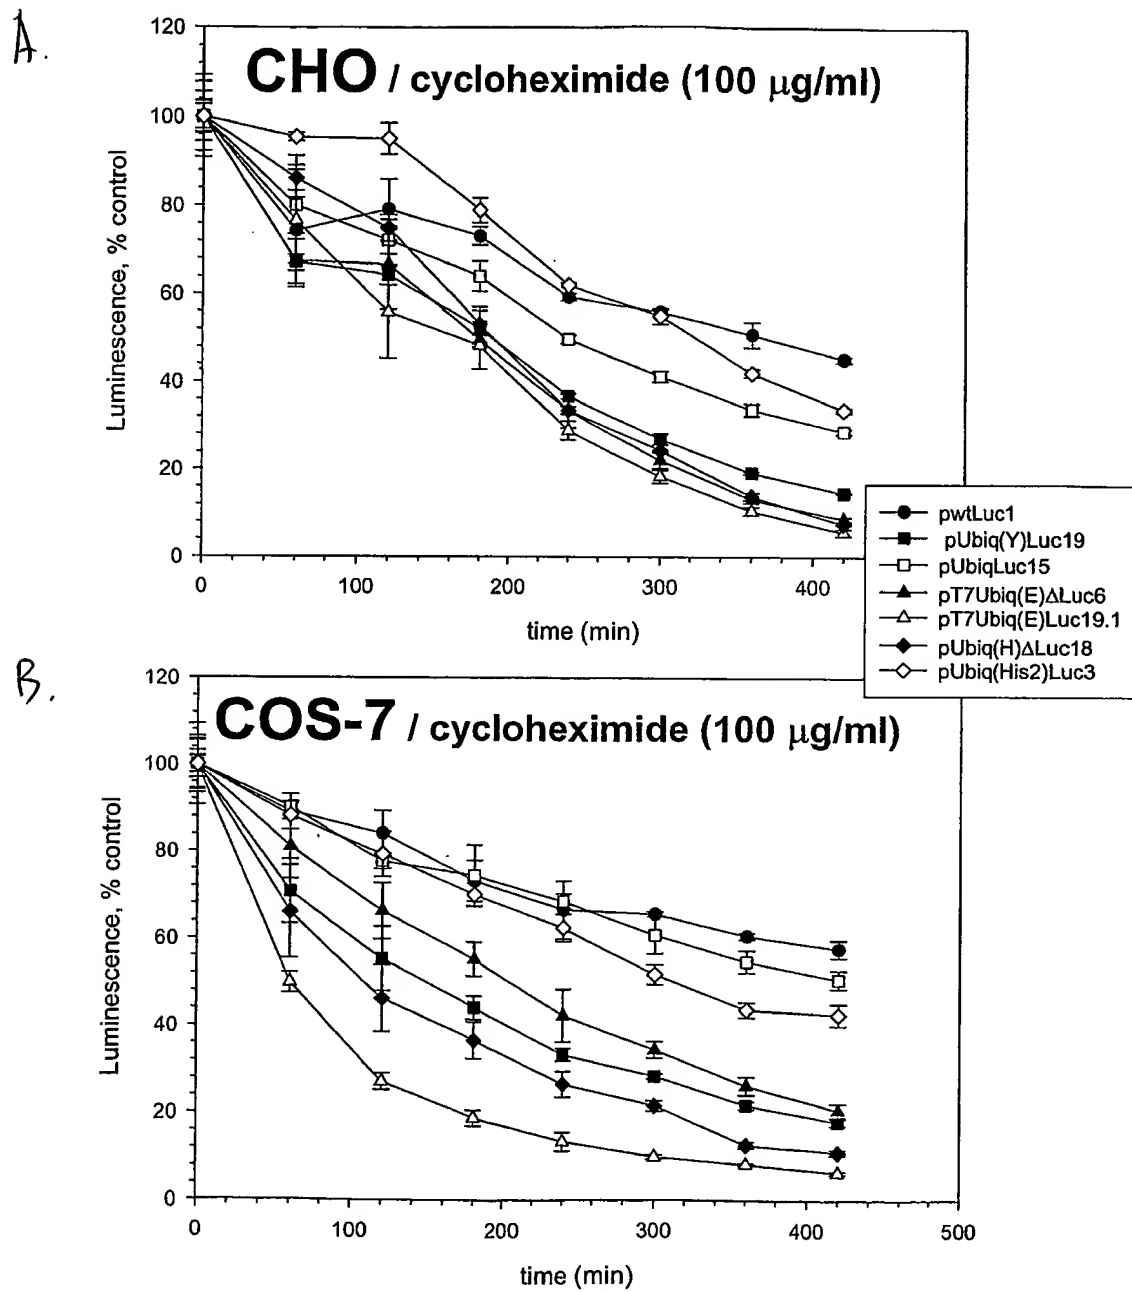 A.
CHO / cycloheximide (100 μg/ml)
Luminescence, % control
120
100
80
60
40
20
0
0 100 200 300 400
time (min)
pwtLuc1
pUbiq(Y)Luc19
pUbiqLuc15
pT7Ubiq(E)ΔLuc6
pT7Ubiq(E)Luc19.1
pUbiq(H)ΔLuc18
pUbiq(His2)Luc3
B.
COS-7 / cycloheximide (100 μg/ml)
Luminescence, % control
120
100
80
60
40
20
0
0 100 200 300 400 500
time (min)